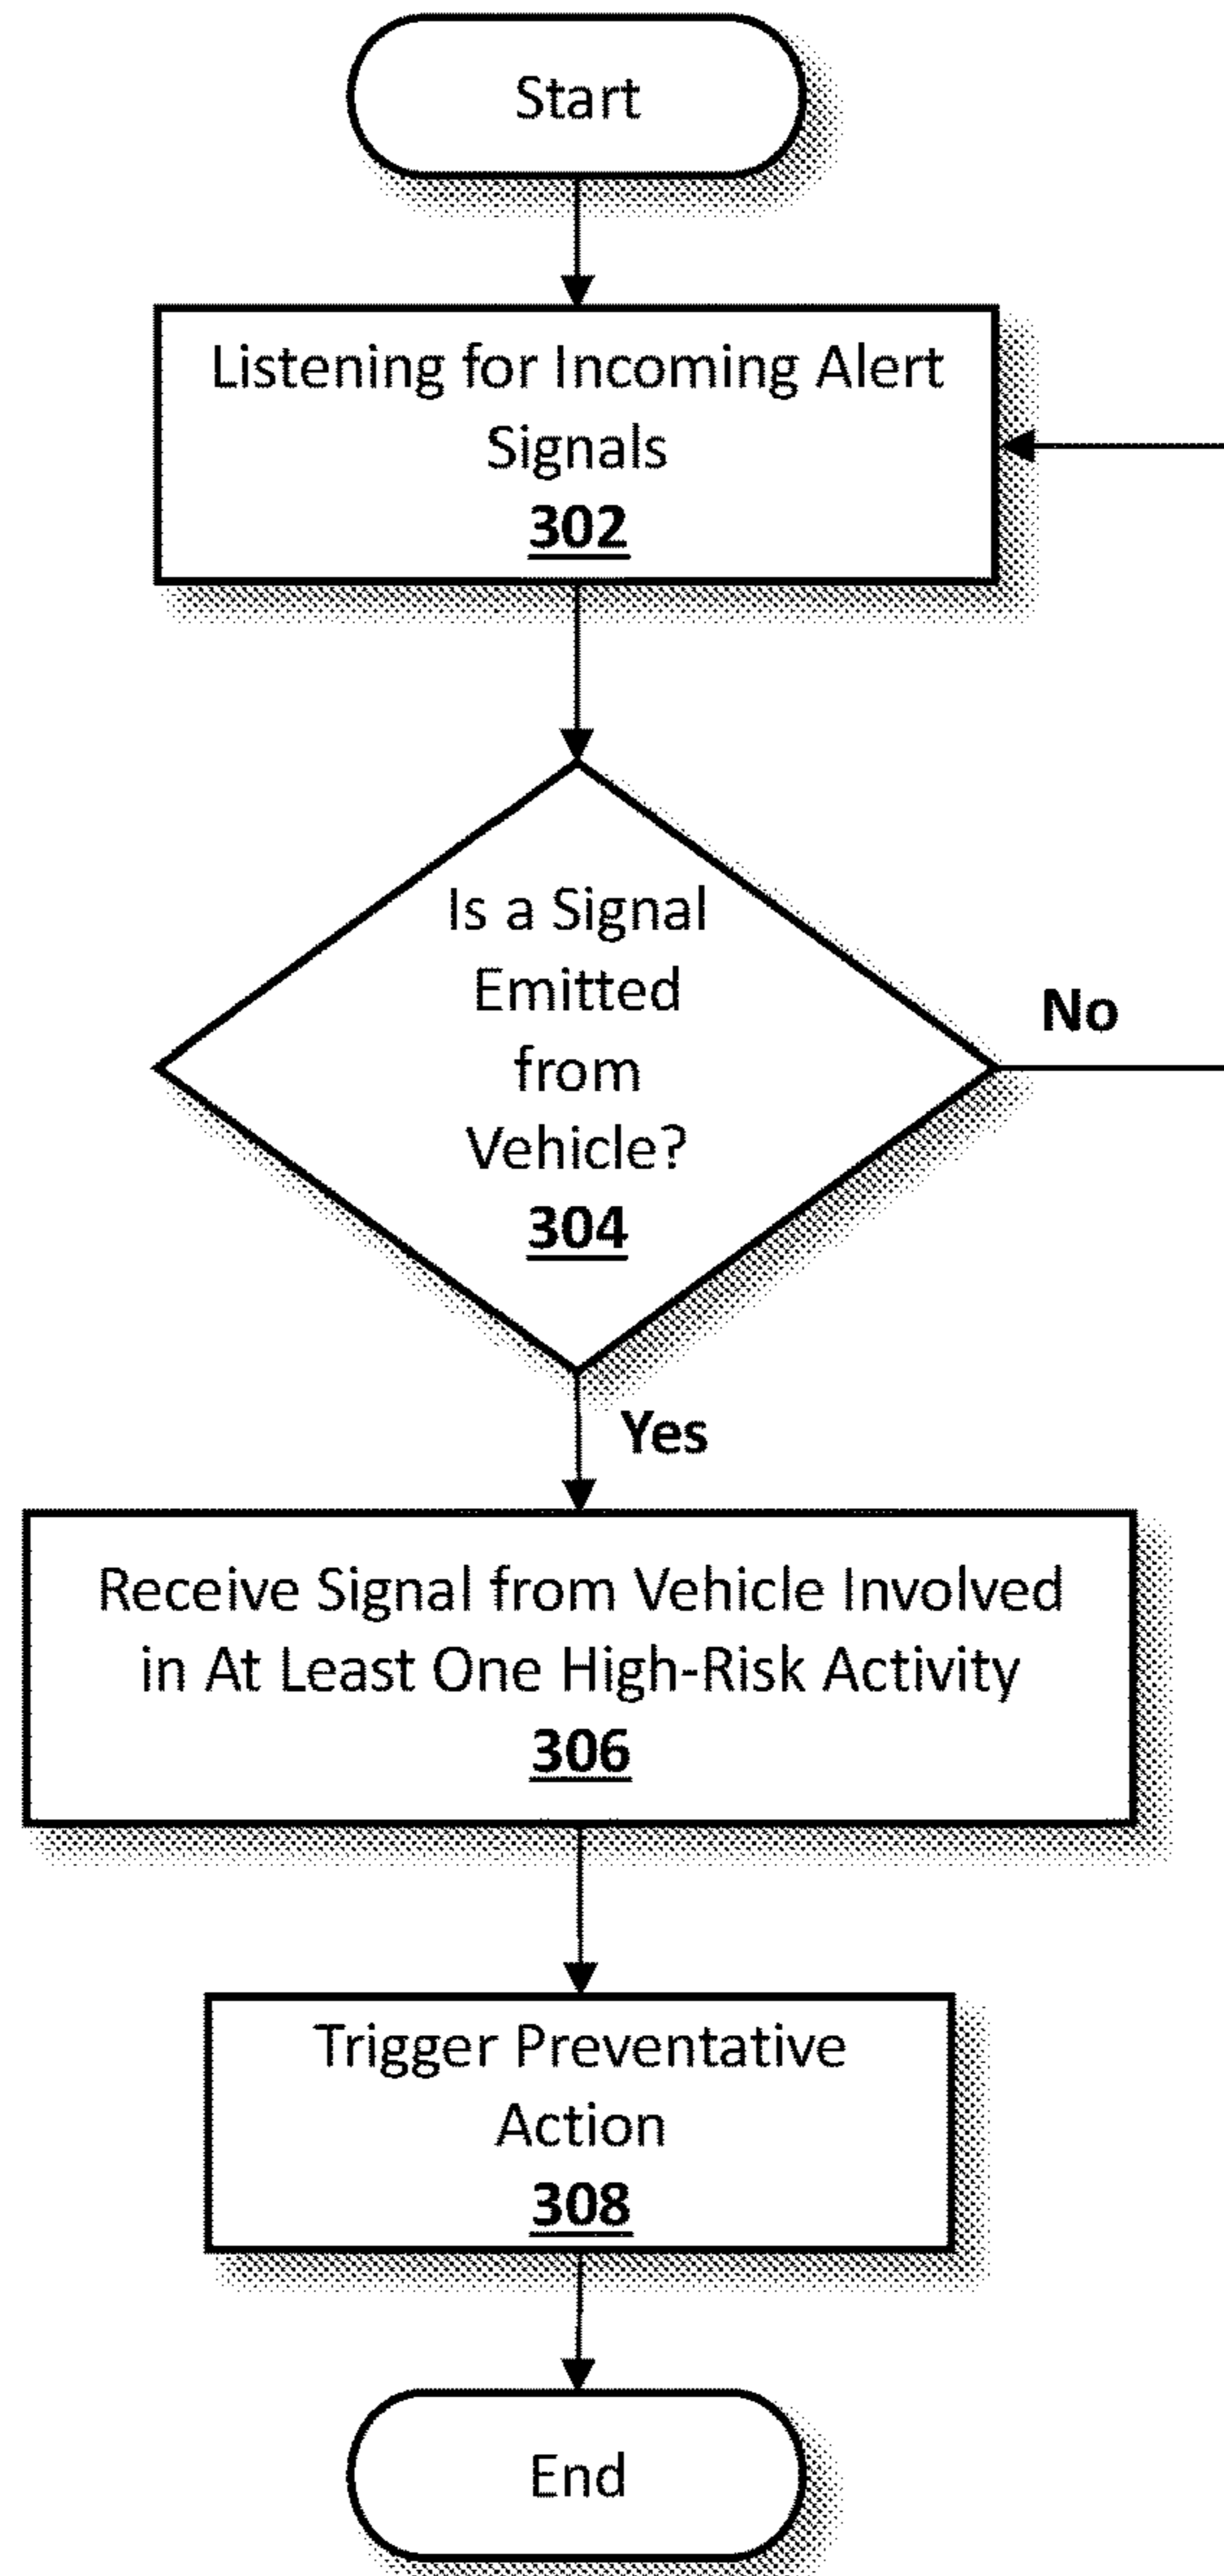 Start
Listening for Incoming Alert
Signals
302
Is a Signal
Emitted
from
Vehicle?
304
No
Yes
Receive Signal from Vehicle Involved
in At Least One High-Risk Activity
306
Trigger Preventative
Action
308
End